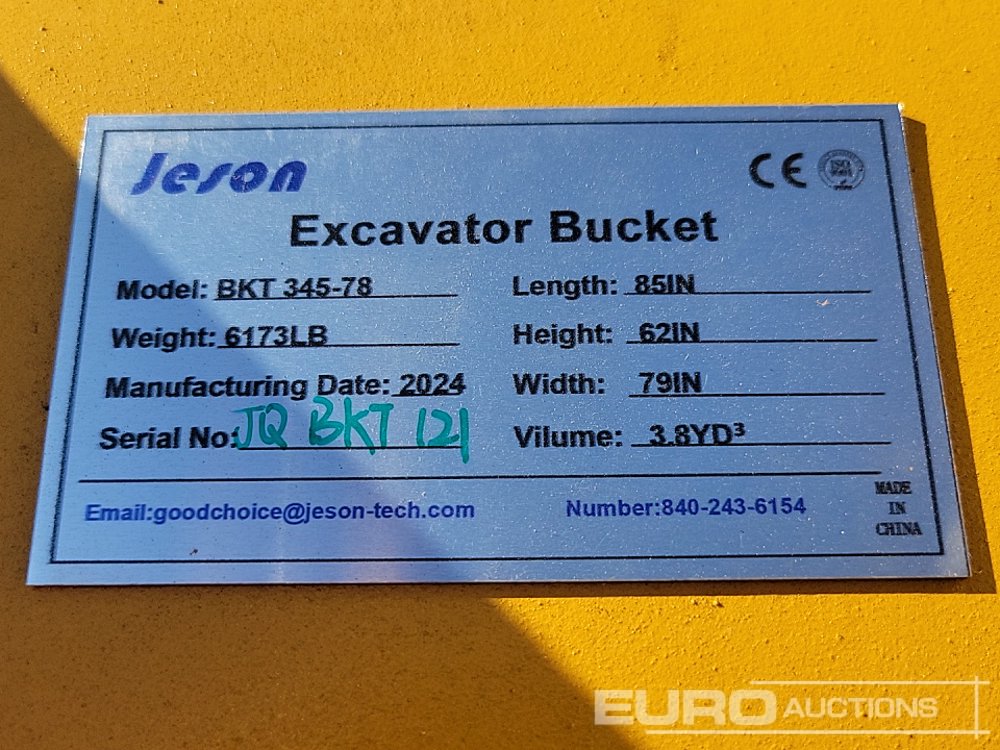 Jeson
CE ISO
Excavator Bucket
Model: BKT 345-78
Length: 85IN
Weight: 6173LB
Height: 62IN
Manufacturing Date: 2024
Width: 79IN
Serial No: JQ BKT 121
Vilume: 3.8YD³
Email:goodchoice@jeson-tech.com
Number:840-243-6154
MADE
IN
CHINA
EURO AUCTIONS